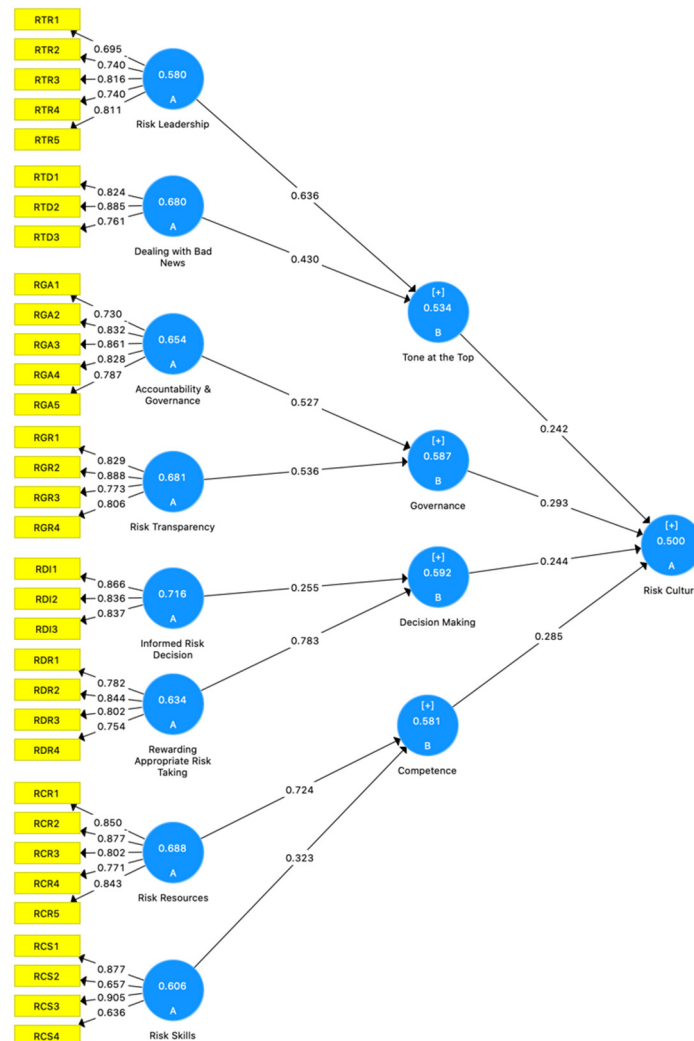 RTR1
RTR2
RTR3
RTR4
RTR5
0.695
0.740
0.816
0.740
0.811
0.580
A
Risk Leadership
0.636
RTD1
RTD2
RTD3
0.824
0.885
0.761
0.680
A
Dealing with Bad
News
0.430
[+]
0.534
B
Tone at the Top
0.242
RGA1
RGA2
RGA3
RGA4
RGA5
0.730
0.832
0.861
0.828
0.787
0.654
A
Accountability &
Governance
0.527
RGR1
RGR2
RGR3
RGR4
0.829
0.888
0.773
0.806
0.681
A
Risk Transparency
0.536
[+]
0.587
B
Governance
0.293
[+]
0.500
A
Risk Cultur
RDI1
RDI2
RDI3
0.866
0.836
0.837
0.716
A
Informed Risk
Decision
0.255
[+]
0.592
B
Decision Making
0.244
RDR1
RDR2
RDR3
RDR4
0.782
0.844
0.802
0.754
0.634
A
Rewarding
Appropriate Risk
Taking
0.783
[+]
0.581
B
Competence
0.285
RCR1
RCR2
RCR3
RCR4
RCR5
0.850
0.877
0.802
0.771
0.843
0.688
A
Risk Resources
0.724
RCS1
RCS2
RCS3
RCS4
0.877
0.657
0.905
0.636
0.606
A
Risk Skills
0.323